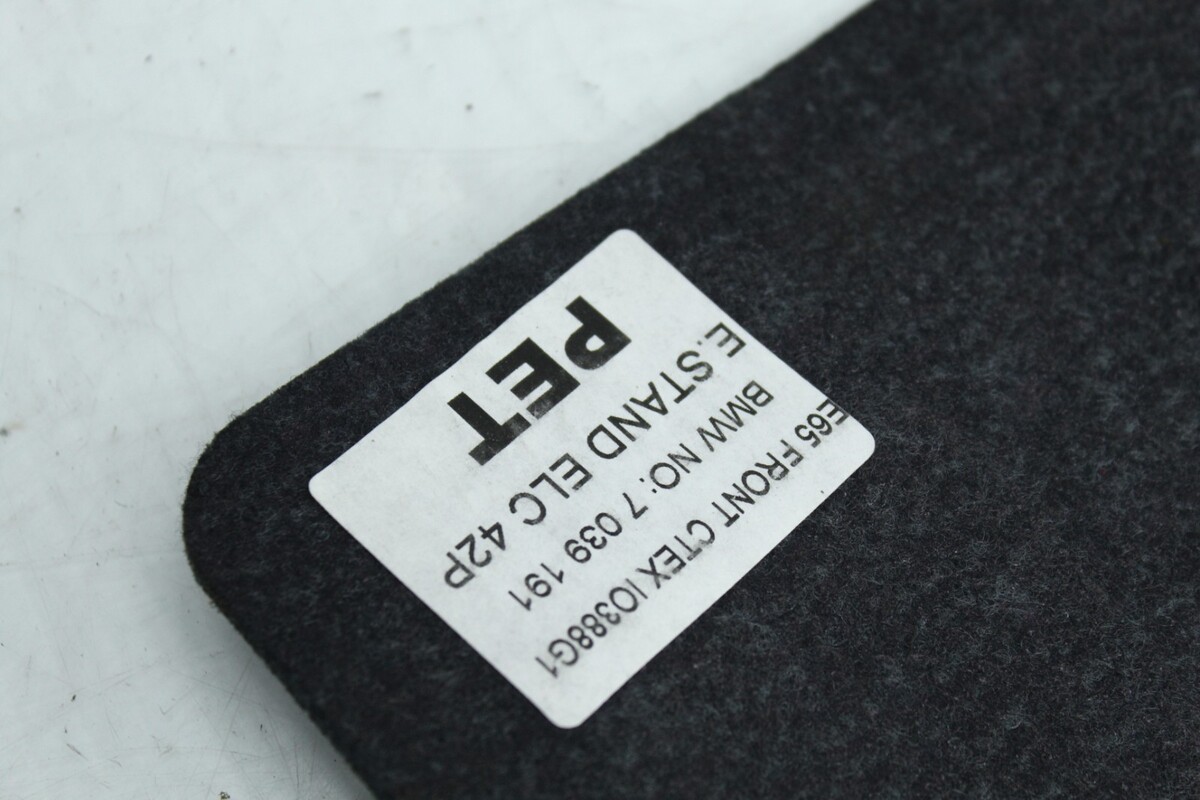 E65 FRONT CTEX IO388G1
BMW NO: 7 039 191
E.STAND ELC 42P
PET